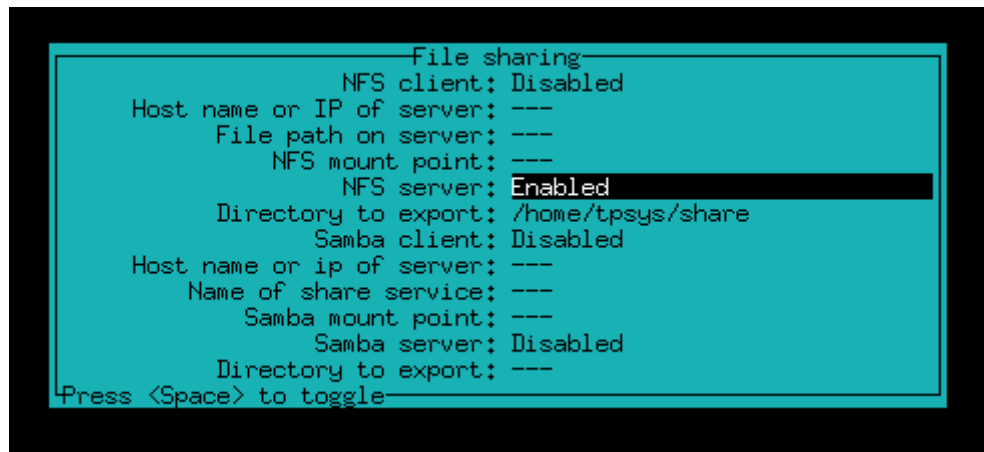 File sharing
NFS client: Disabled
Host name or IP of server: ---
File path on server: ---
NFS mount point: ---
NFS server: Enabled
Directory to export: /home/tpsys/share
Samba client: Disabled
Host name or ip of server: ---
Name of share service: ---
Samba mount point: ---
Samba server: Disabled
Directory to export: ---
Press <Space> to toggle